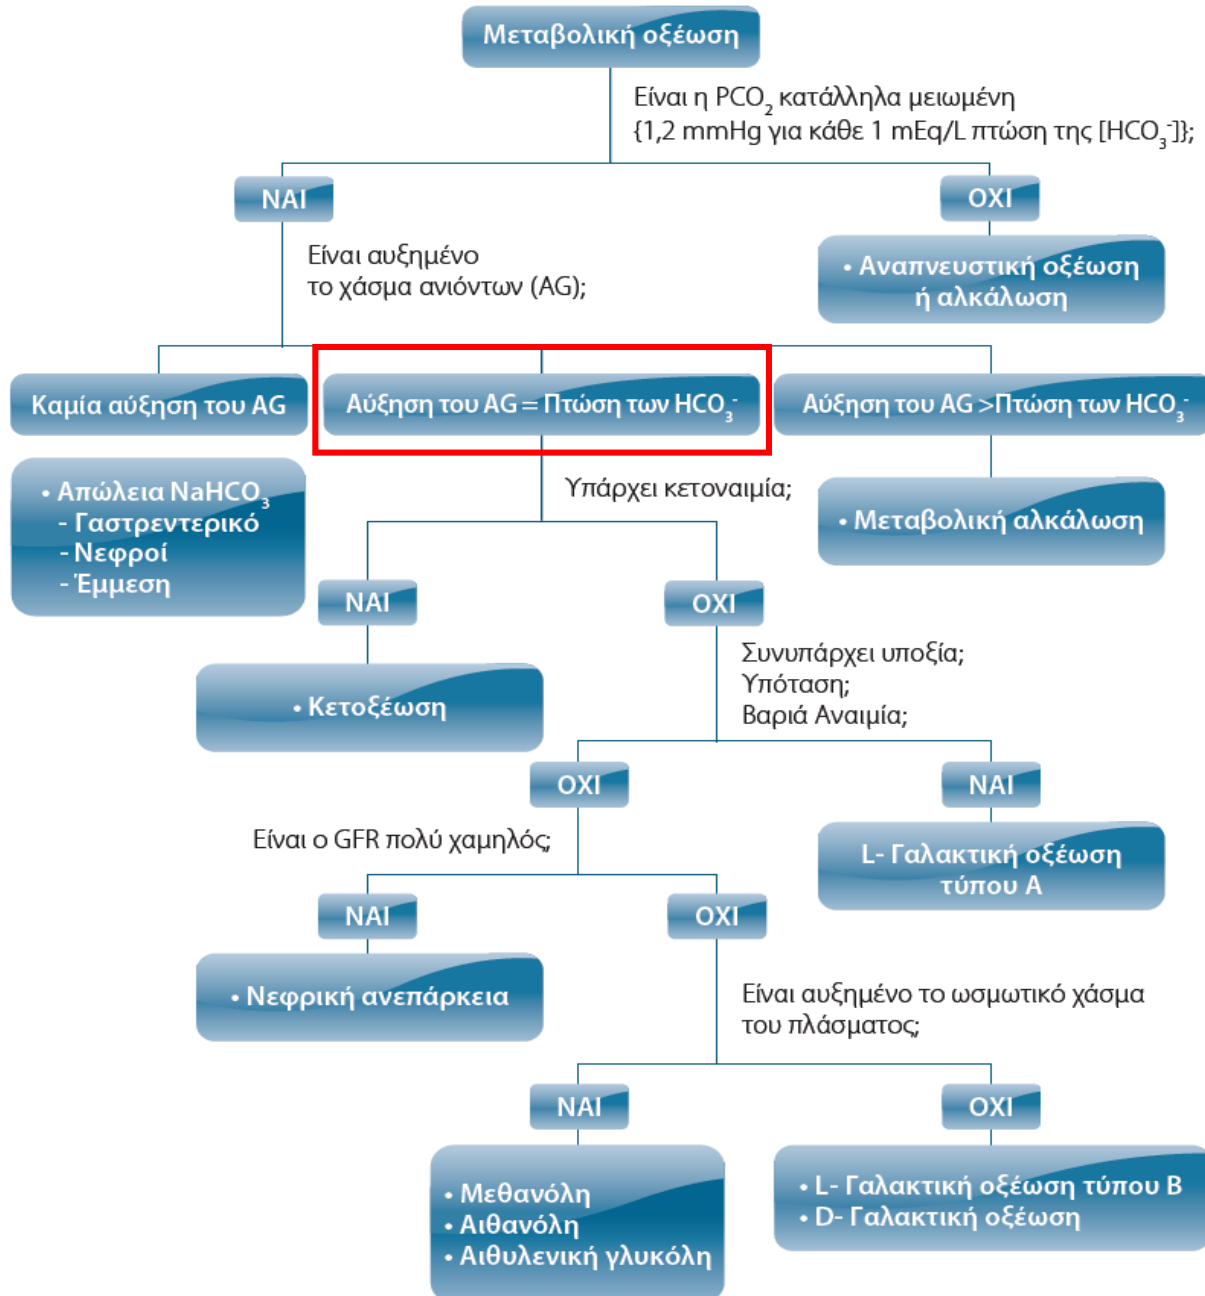 Μεταβολική οξέωση
Είναι η PCO₂ κατάλληλα μειωμένη
{1,2 mmHg για κάθε 1 mEq/L πτώση της [HCO₃⁻]};
ΝΑΙ
ΟΧΙ
Είναι αυξημένο
το χάσμα ανιόντων (AG);
• Αναπνευστική οξέωση
ή αλκάλωση
Καμία αύξηση του AG
Αύξηση του AG = Πτώση των HCO₃⁻
Αύξηση του AG >Πτώση των HCO₃⁻
• Απώλεια NaHCO₃
- Γαστρεντερικό
- Νεφροί
- Έμμεση
Υπάρχει κετοναιμία;
• Μεταβολική αλκάλωση
ΝΑΙ
ΟΧΙ
• Κετοξέωση
Συνυπάρχει υποξία;
Υπόταση;
Βαριά Αναιμία;
ΟΧΙ
ΝΑΙ
Είναι ο GFR πολύ χαμηλός;
L- Γαλακτική οξέωση
τύπου Α
ΝΑΙ
ΟΧΙ
• Νεφρική ανεπάρκεια
Είναι αυξημένο το ωσμωτικό χάσμα
του πλάσματος;
ΝΑΙ
ΟΧΙ
• Μεθανόλη
• Αιθανόλη
• Αιθυλενική γλυκόλη
• L- Γαλακτική οξέωση τύπου Β
• D- Γαλακτική οξέωση